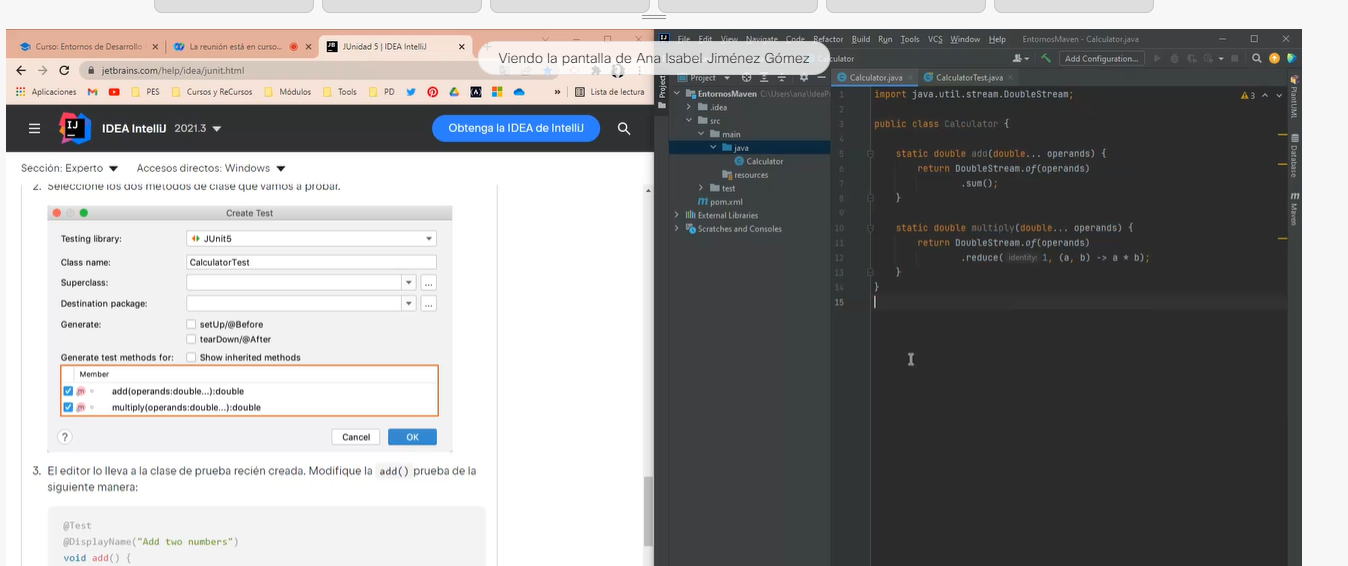 Curso: Entornos de Desarrollo
La reunión está en curso...
JUnidad 5 | IDEA IntelliJ
Viendo la pantalla de Ana Isabel Jiménez Gómez
jetbrains.com/help/idea/junit.html
Aplicaciones
PES
Cursos y ReCursos
Módulos
Tools
PD
»
Lista de lectura
IDEA IntelliJ 2021.3
Obtenga la IDEA de IntelliJ
Sección: Experto
Accesos directos: Windows
2. Seleccione los dos métodos de clase que vamos a probar.
Create Test
Testing library:
JUnit5
Class name:
CalculatorTest
Superclass:
...
Destination package:
...
Generate:
setUp/@Before
tearDown/@After
Generate test methods for:
Show inherited methods
Member
add(operands:double...):double
multiply(operands:double...):double
?
Cancel
OK
3. El editor lo lleva a la clase de prueba recién creada. Modifique la add() prueba de la
siguiente manera:
@Test
@DisplayName("Add two numbers")
void add() {
File Edit View Navigate Code Refactor Build Run Tools VCS Window Help
EntornosMaven - Calculator.java
Calculator
Add Configuration...
Project
Calculator.java
CalculatorTest.java
EntornosMaven
.idea
src
main
java
Calculator
resources
test
pom.xml
External Libraries
Scratches and Consoles
1 import java.util.stream.DoubleStream;
2
3 public class Calculator {
4
5 static double add(double... operands) {
6 return DoubleStream.of(operands)
7 .sum();
8 }
9
10 static double multiply(double... operands) {
11 return DoubleStream.of(operands)
12 .reduce( identity: 1, (a, b) -> a * b);
13 }
14 }
15
3
Project
PlantUML
Database
Maven